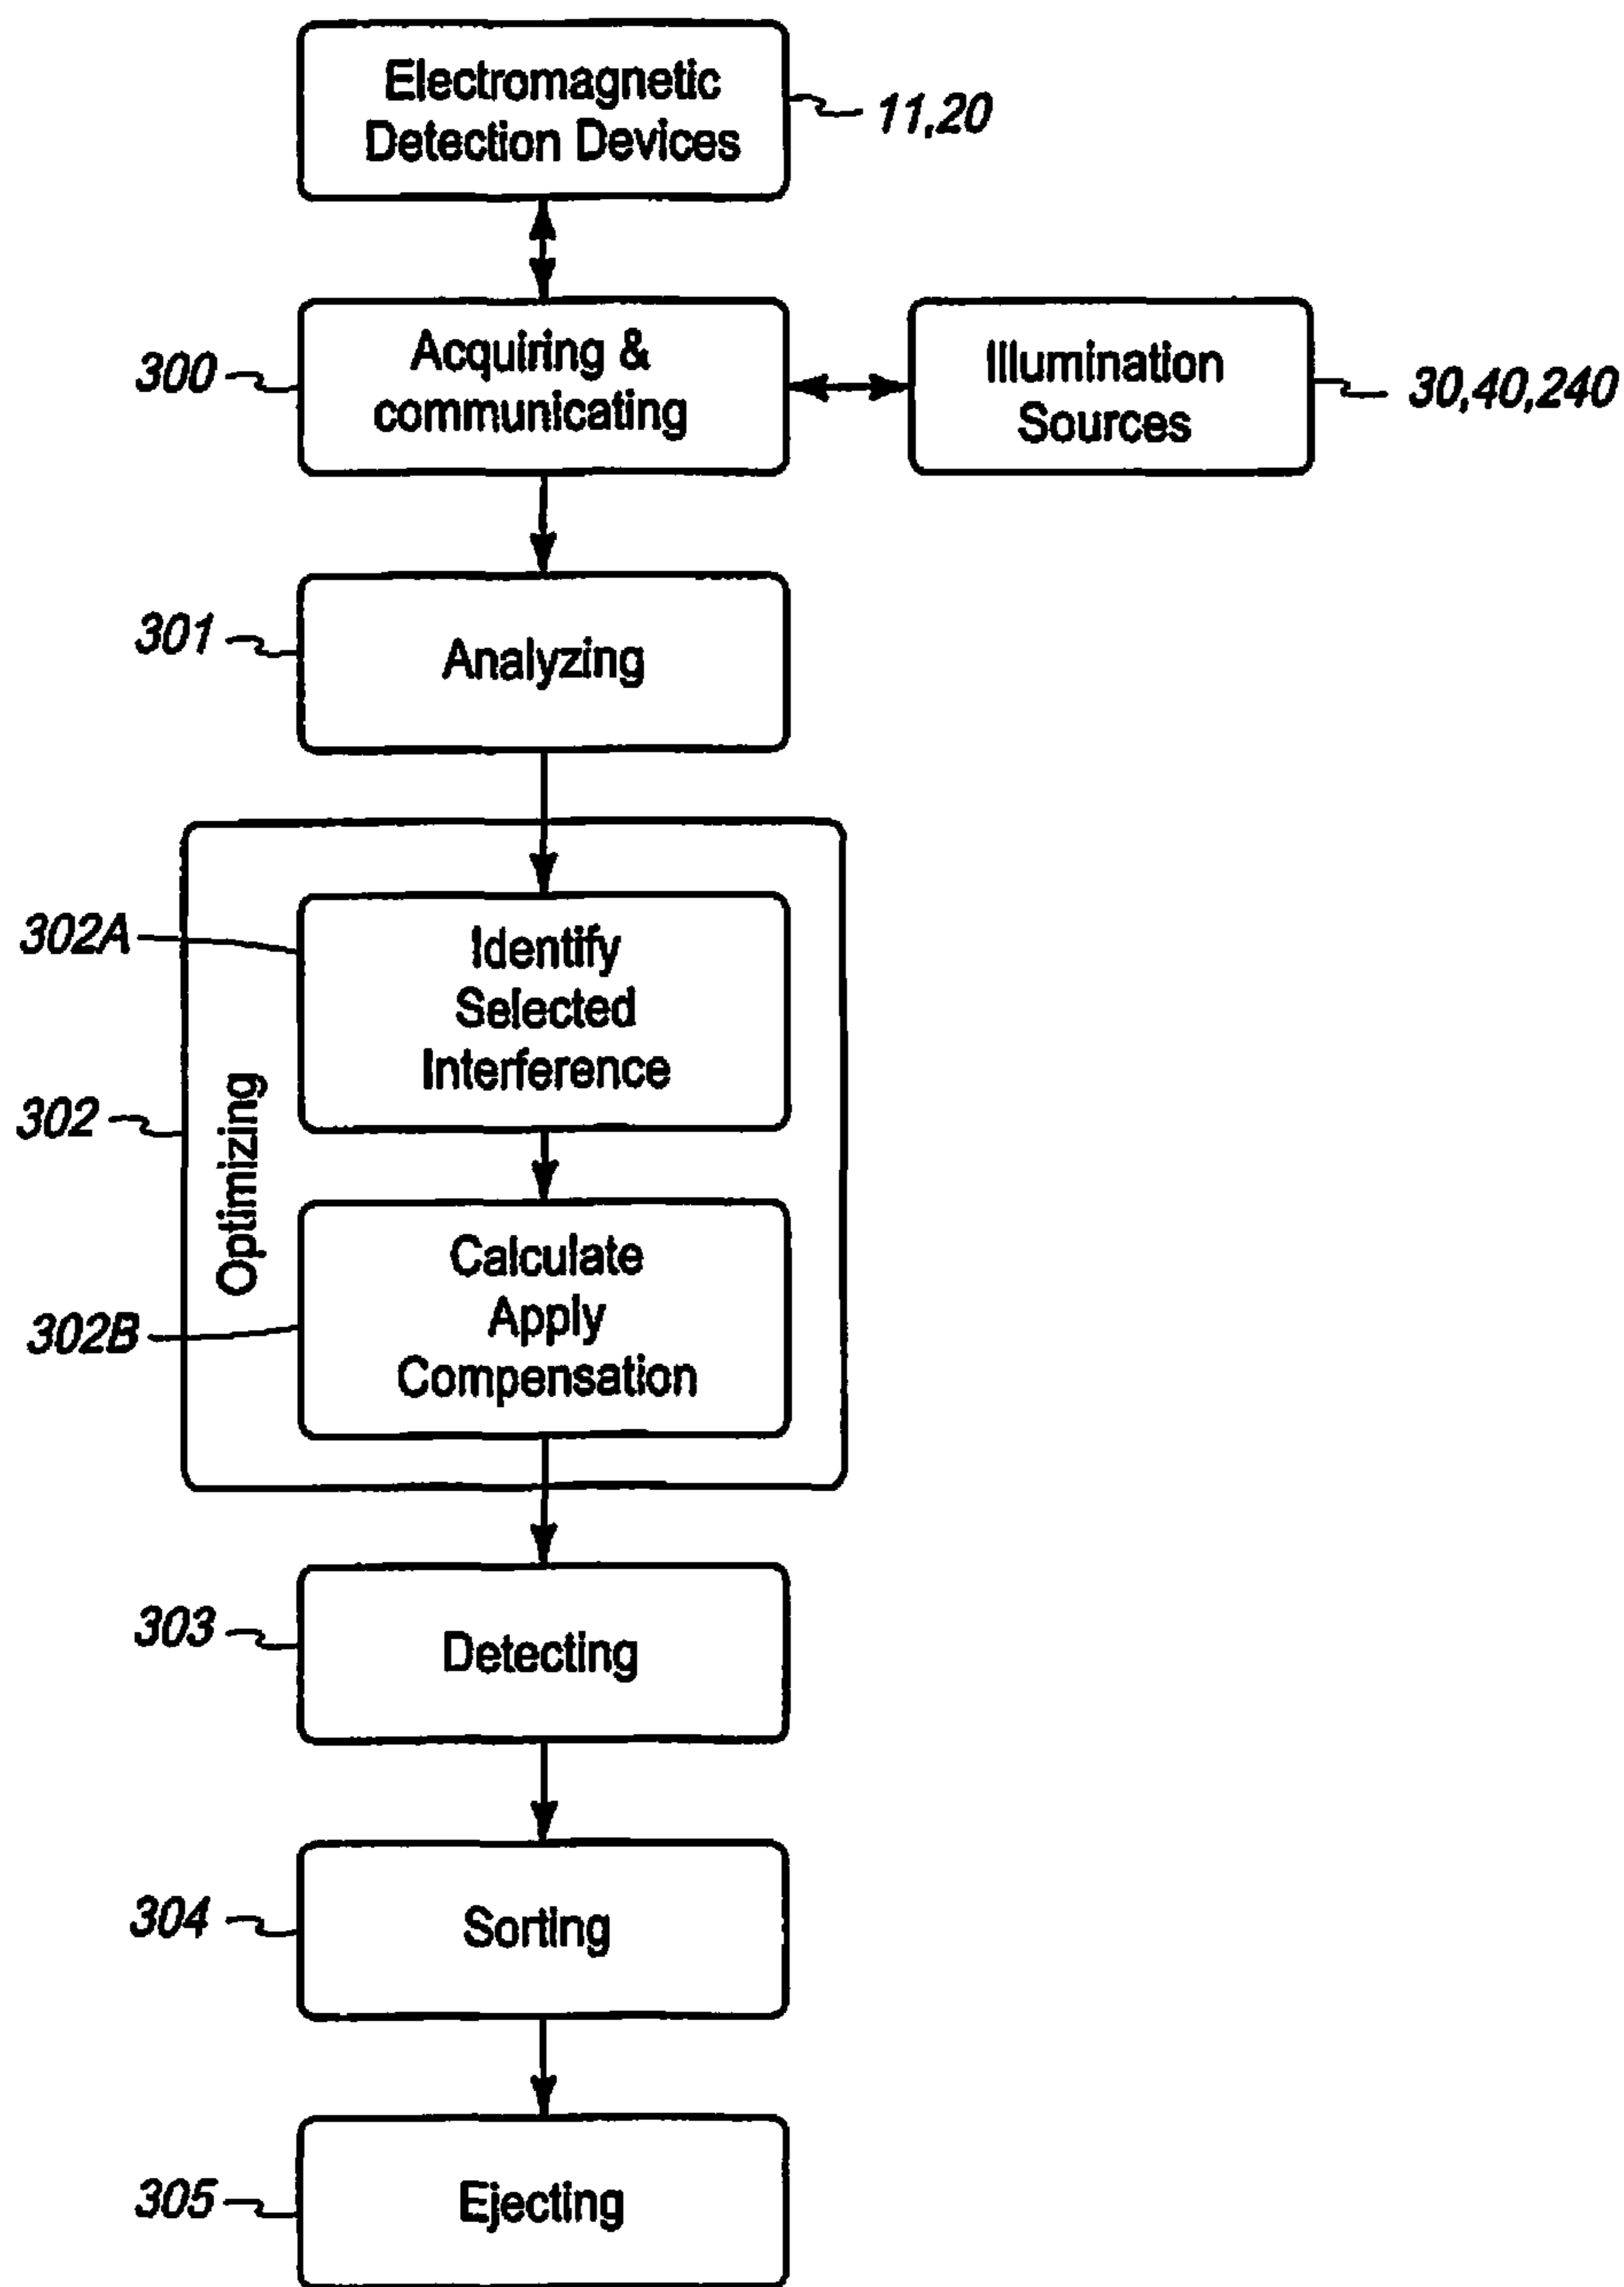 Electromagnetic
Detection Devices
11,20
300
Acquiring &
communicating
Illumination
Sources
30,40,240
301
Analyzing
302A
Identify
Selected
Interference
302
Optimizing
302B
Calculate
Apply
Compensation
303
Detecting
304
Sorting
305
Ejecting